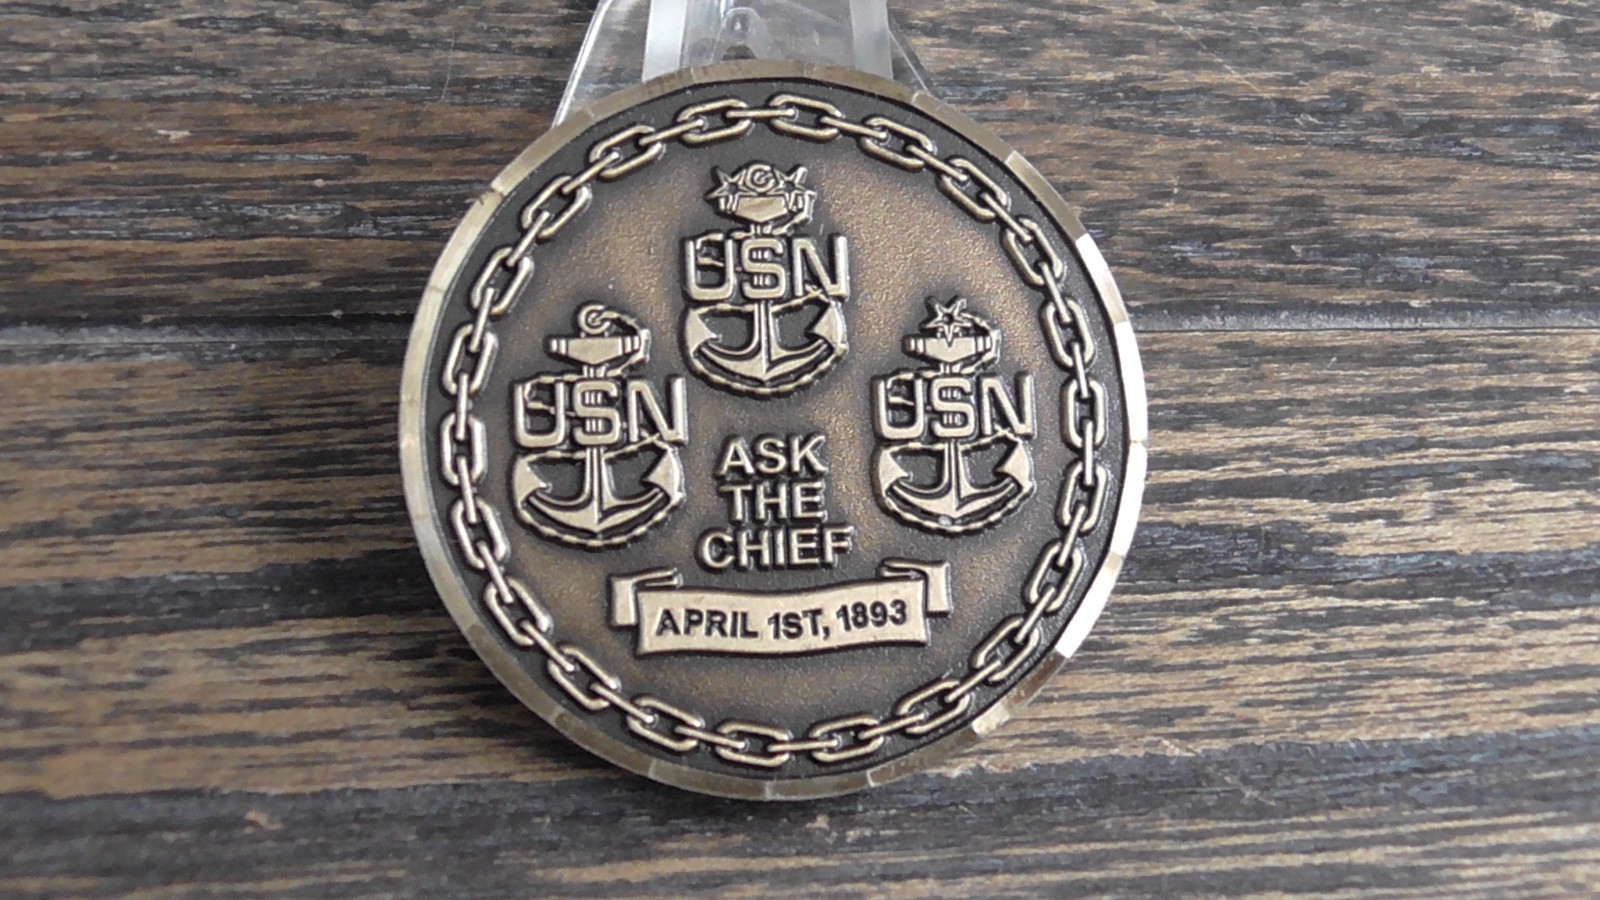 USN
USN
USN
ASK
THE
CHIEF
APRIL 1ST, 1893